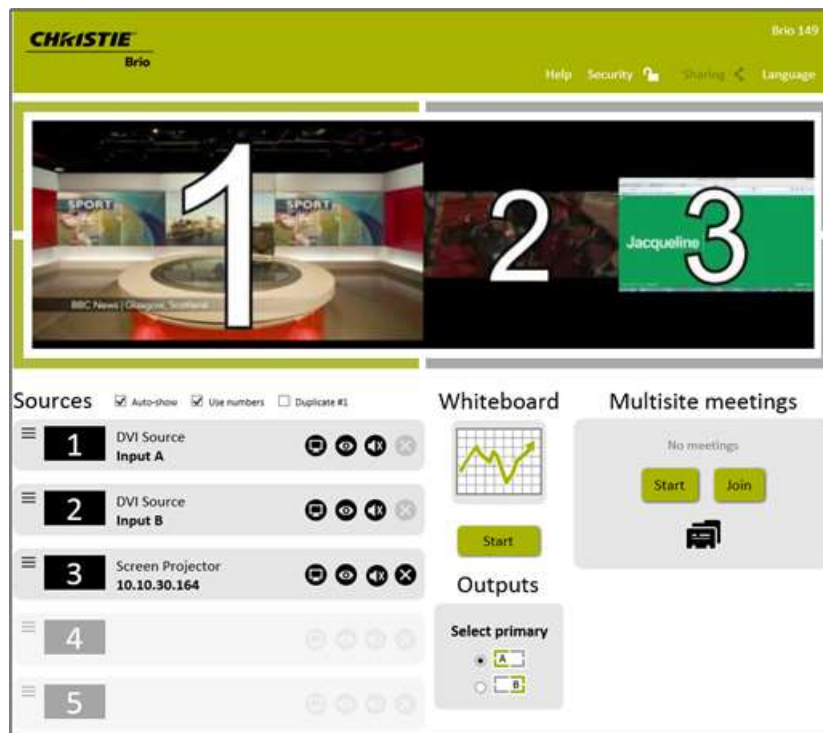 CHRISTIE
Brio
Brio 149
Help Security Sharing Language
1
2
3
SPORT
SPORT
Jacqueline
BBC News | Glasgow, Scotland
Sources Auto-show Use numbers Duplicate #1
1 DVI Source
Input A
2 DVI Source
Input B
3 Screen Projector
10.10.30.164
4
5
Whiteboard
Start
Outputs
Select primary
A
B
Multisite meetings
No meetings
Start Join